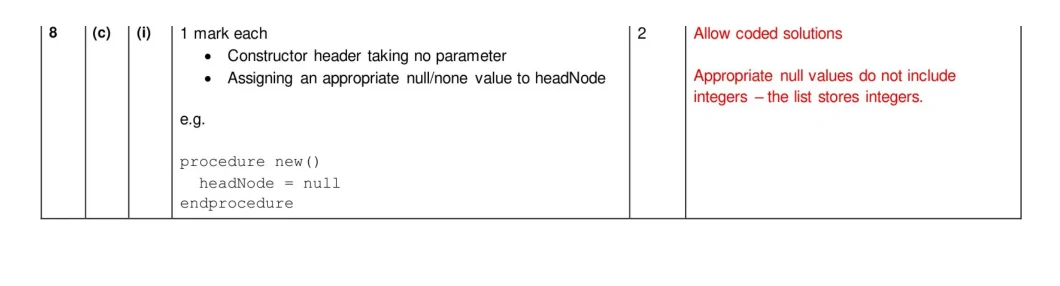 8 (c) (i) 1 mark each 2 Allow coded solutions
• Constructor header taking no parameter
• Assigning an appropriate null/none value to headNode
Appropriate null values do not include
integers – the list stores integers.
e.g.
procedure new()
headNode = null
endprocedure